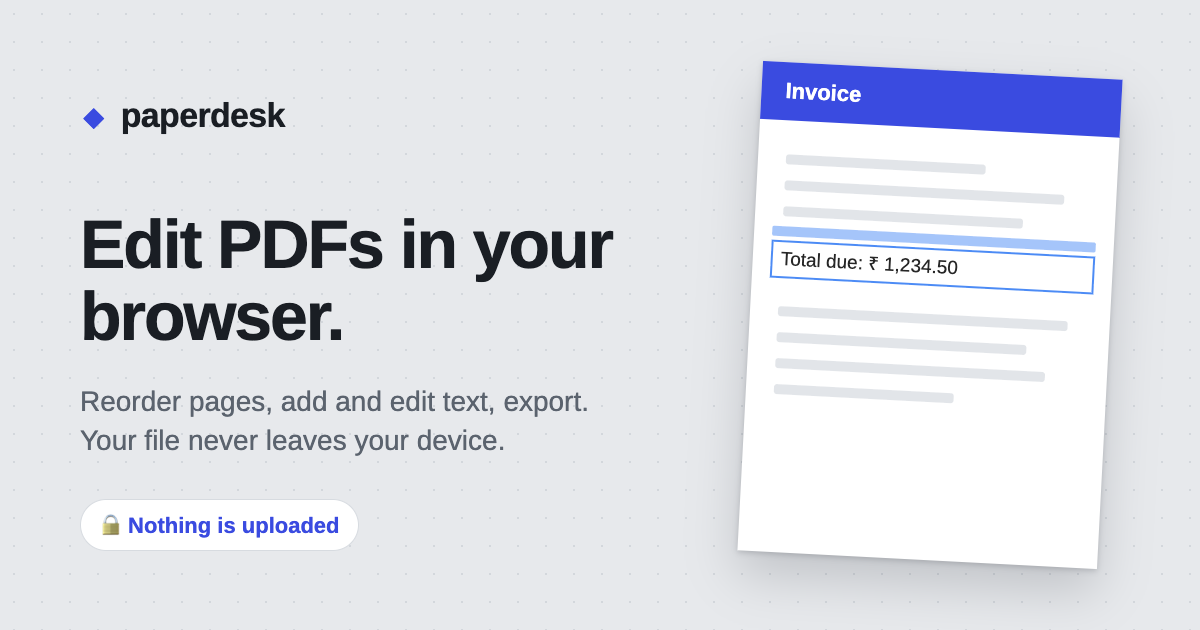 paperdesk
Edit PDFs in your
browser.
Reorder pages, add and edit text, export.
Your file never leaves your device.
🔒 Nothing is uploaded
Invoice
Total due: ₹ 1,234.50